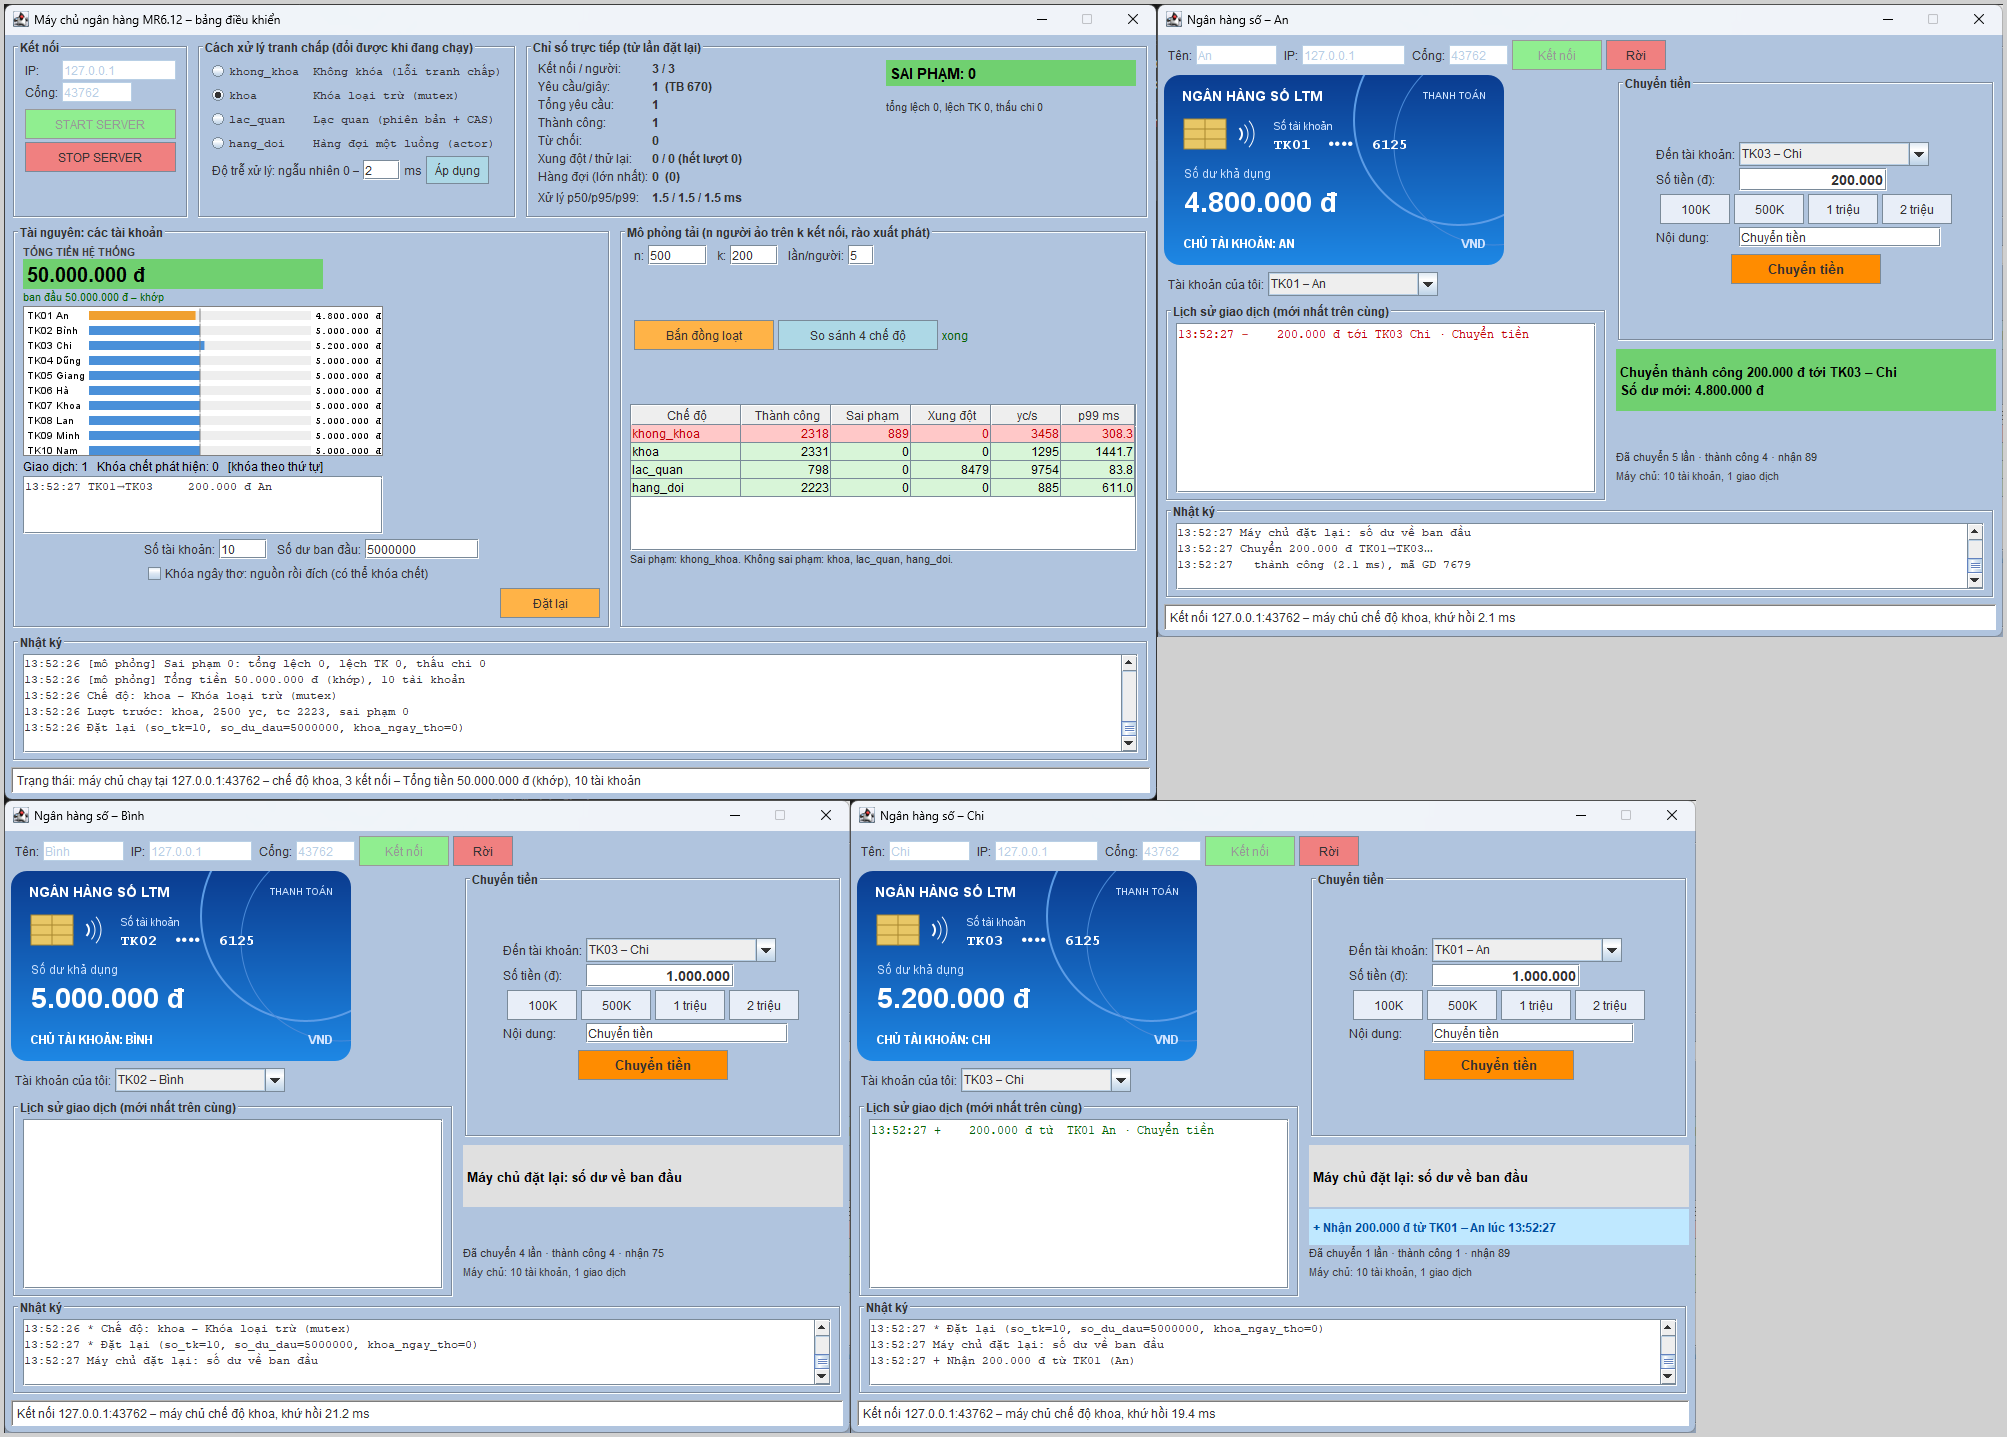 Máy chủ ngân hàng MR6.12 – bảng điều khiển
Kết nối
IP: 127.0.0.1
Cổng: 43762
START SERVER
STOP SERVER
Cách xử lý tranh chấp (đổi được khi đang chạy)
khong_khoa Không khóa (lỗi tranh chấp)
khoa Khóa loại trừ (mutex)
lac_quan Lạc quan (phiên bản + CAS)
hang_doi Hàng đợi một luồng (actor)
Độ trễ xử lý: ngẫu nhiên 0 – 2 ms Áp dụng
Chỉ số trực tiếp (từ lần đặt lại)
Kết nối / người: 3 / 3
Yêu cầu/giây: 1 (TB 670)
Tổng yêu cầu: 1
Thành công: 1
Từ chối: 0
Xung đột / thử lại: 0 / 0 (hết lượt 0)
Hàng đợi (lớn nhất): 0 (0)
Xử lý p50/p95/p99: 1.5 / 1.5 / 1.5 ms
SAI PHẠM: 0
tổng lệch 0, lệch TK 0, thấu chi 0
Tài nguyên: các tài khoản
TỔNG TIỀN HỆ THỐNG
50.000.000 đ
ban đầu 50.000.000 đ – khớp
TK01 An 4.800.000 đ
TK02 Bình 5.000.000 đ
TK03 Chi 5.200.000 đ
TK04 Dũng 5.000.000 đ
TK05 Giang 5.000.000 đ
TK06 Hà 5.000.000 đ
TK07 Khoa 5.000.000 đ
TK08 Lan 5.000.000 đ
TK09 Minh 5.000.000 đ
TK10 Nam 5.000.000 đ
Giao dịch: 1 Khóa chết phát hiện: 0 [khóa theo thứ tự]
13:52:27 TK01→TK03 200.000 đ An
Số tài khoản: 10 Số dư ban đầu: 5000000
Khóa ngây thơ: nguồn rồi đích (có thể khóa chết)
Đặt lại
Mô phỏng tải (n người ảo trên k kết nối, rào xuất phát)
n: 500 k: 200 lần/người: 5
Bắn đồng loạt So sánh 4 chế độ xong
Chế độ Thành công Sai phạm Xung đột yc/s p99 ms
khong_khoa 2318 889 0 3458 308.3
khoa 2331 0 0 1295 1441.7
lac_quan 798 0 8479 9754 83.8
hang_doi 2223 0 0 885 611.0
Sai phạm: khong_khoa. Không sai phạm: khoa, lac_quan, hang_doi.
Nhật ký
13:52:26 [mô phỏng] Sai phạm 0: tổng lệch 0, lệch TK 0, thấu chi 0
13:52:26 [mô phỏng] Tổng tiền 50.000.000 đ (khớp), 10 tài khoản
13:52:26 Chế độ: khoa – Khóa loại trừ (mutex)
13:52:26 Lượt trước: khoa, 2500 yc, tc 2223, sai phạm 0
13:52:26 Đặt lại (so_tk=10, so_du_dau=5000000, khoa_ngay_tho=0)
Trạng thái: máy chủ chạy tại 127.0.0.1:43762 – chế độ khoa, 3 kết nối – Tổng tiền 50.000.000 đ (khớp), 10 tài khoản
Ngân hàng số – An
Tên: An IP: 127.0.0.1 Cổng: 43762 Kết nối Rời
NGÂN HÀNG SỐ LTM THANH TOÁN
Số tài khoản
TK01 •••• 6125
Số dư khả dụng
4.800.000 đ
CHỦ TÀI KHOẢN: AN VND
Tài khoản của tôi: TK01 – An
Chuyển tiền
Đến tài khoản: TK03 – Chi
Số tiền (đ): 200.000
100K 500K 1 triệu 2 triệu
Nội dung: Chuyển tiền
Chuyển tiền
Lịch sử giao dịch (mới nhất trên cùng)
13:52:27 – 200.000 đ tới TK03 Chi · Chuyển tiền
Chuyển thành công 200.000 đ tới TK03 – Chi
Số dư mới: 4.800.000 đ
Đã chuyển 5 lần · thành công 4 · nhận 89
Máy chủ: 10 tài khoản, 1 giao dịch
Nhật ký
13:52:27 Máy chủ đặt lại: số dư về ban đầu
13:52:27 Chuyển 200.000 đ TK01→TK03…
13:52:27 thành công (2.1 ms), mã GD 7679
Kết nối 127.0.0.1:43762 – máy chủ chế độ khoa, khứ hồi 2.1 ms
Ngân hàng số – Bình
Tên: Bình IP: 127.0.0.1 Cổng: 43762 Kết nối Rời
NGÂN HÀNG SỐ LTM THANH TOÁN
Số tài khoản
TK02 •••• 6125
Số dư khả dụng
5.000.000 đ
CHỦ TÀI KHOẢN: BÌNH VND
Tài khoản của tôi: TK02 – Bình
Chuyển tiền
Đến tài khoản: TK03 – Chi
Số tiền (đ): 1.000.000
100K 500K 1 triệu 2 triệu
Nội dung: Chuyển tiền
Chuyển tiền
Lịch sử giao dịch (mới nhất trên cùng)
Máy chủ đặt lại: số dư về ban đầu
Đã chuyển 4 lần · thành công 4 · nhận 75
Máy chủ: 10 tài khoản, 1 giao dịch
Nhật ký
13:52:26 * Chế độ: khoa – Khóa loại trừ (mutex)
13:52:27 * Đặt lại (so_tk=10, so_du_dau=5000000, khoa_ngay_tho=0)
13:52:27 Máy chủ đặt lại: số dư về ban đầu
Kết nối 127.0.0.1:43762 – máy chủ chế độ khoa, khứ hồi 21.2 ms
Ngân hàng số – Chi
Tên: Chi IP: 127.0.0.1 Cổng: 43762 Kết nối Rời
NGÂN HÀNG SỐ LTM THANH TOÁN
Số tài khoản
TK03 •••• 6125
Số dư khả dụng
5.200.000 đ
CHỦ TÀI KHOẢN: CHI VND
Tài khoản của tôi: TK03 – Chi
Chuyển tiền
Đến tài khoản: TK01 – An
Số tiền (đ): 1.000.000
100K 500K 1 triệu 2 triệu
Nội dung: Chuyển tiền
Chuyển tiền
Lịch sử giao dịch (mới nhất trên cùng)
13:52:27 + 200.000 đ từ TK01 An · Chuyển tiền
Máy chủ đặt lại: số dư về ban đầu
+ Nhận 200.000 đ từ TK01 – An lúc 13:52:27
Đã chuyển 1 lần · thành công 1 · nhận 89
Máy chủ: 10 tài khoản, 1 giao dịch
Nhật ký
13:52:27 * Đặt lại (so_tk=10, so_du_dau=5000000, khoa_ngay_tho=0)
13:52:27 Máy chủ đặt lại: số dư về ban đầu
13:52:27 + Nhận 200.000 đ từ TK01 (An)
Kết nối 127.0.0.1:43762 – máy chủ chế độ khoa, khứ hồi 19.4 ms